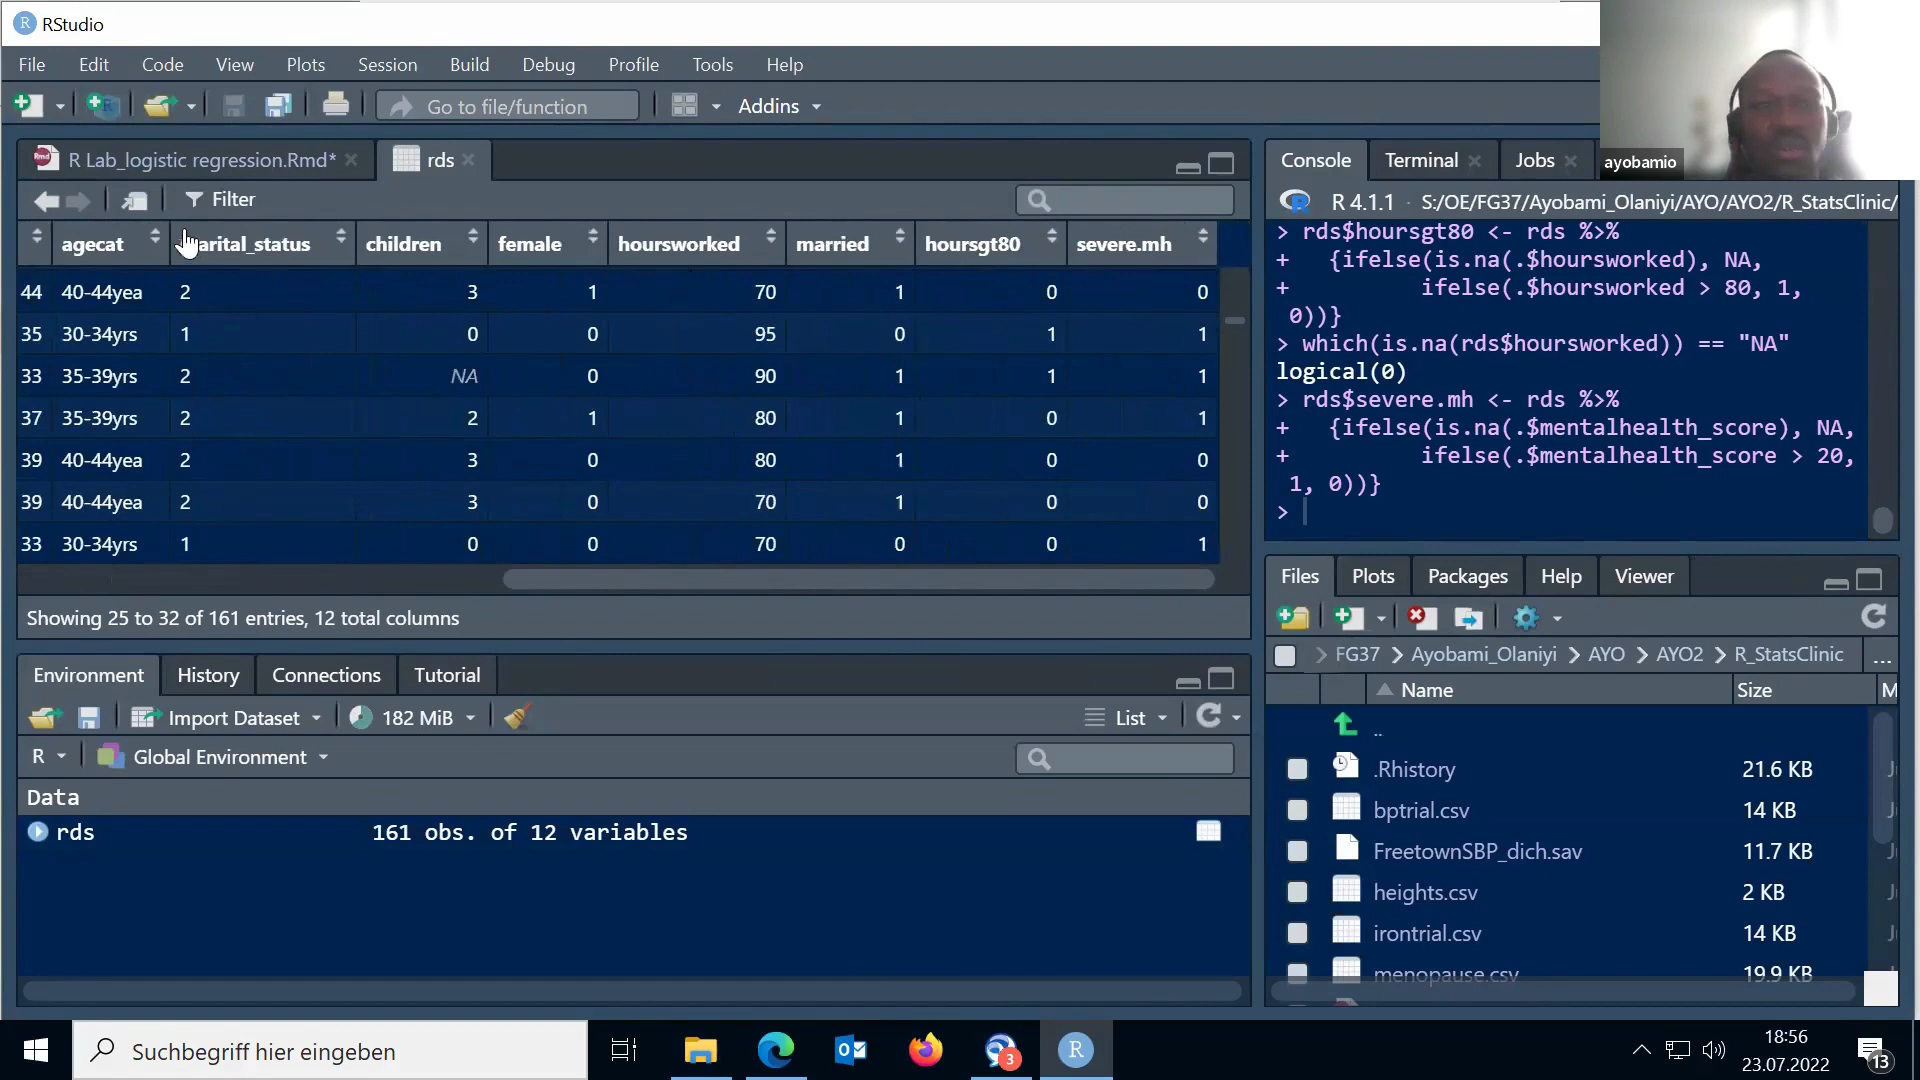 RStudio
File Edit Code View Plots Session Build Debug Profile Tools Help
Go to file/function Addins
ayobamio
R Lab_logistic regression.Rmd* rds
Filter
agecat arital_status children female hoursworked married hoursgt80 severe.mh
44 40-44yea 2 3 1 70 1 0 0
35 30-34yrs 1 0 0 95 0 1 1
33 35-39yrs 2 NA 0 90 1 1 1
37 35-39yrs 2 2 1 80 1 0 1
39 40-44yea 2 3 0 80 1 0 0
39 40-44yea 2 3 0 70 1 0 0
33 30-34yrs 1 0 0 70 0 0 1
Showing 25 to 32 of 161 entries, 12 total columns
Environment History Connections Tutorial
Import Dataset 182 MiB List
R Global Environment
Data
rds 161 obs. of 12 variables
Console Terminal Jobs
R 4.1.1 · S:/OE/FG37/Ayobami_Olaniyi/AYO/AYO2/R_StatsClinic/
> rds$hoursgt80 <- rds %>%
+ {ifelse(is.na(.$hoursworked), NA,
+ ifelse(.$hoursworked > 80, 1,
0))}
> which(is.na(rds$hoursworked)) == "NA"
logical(0)
> rds$severe.mh <- rds %>%
+ {ifelse(is.na(.$mentalhealth_score), NA,
+ ifelse(.$mentalhealth_score > 20,
1, 0))}
>
Files Plots Packages Help Viewer
FG37 Ayobami_Olaniyi AYO AYO2 R_StatsClinic ...
Name Size M
..
.Rhistory 21.6 KB
bptrial.csv 14 KB
FreetownSBP_dich.sav 11.7 KB
heights.csv 2 KB
irontrial.csv 14 KB
menopause.csv 19.9 KB
Suchbegriff hier eingeben
3
R
18:56
23.07.2022
13